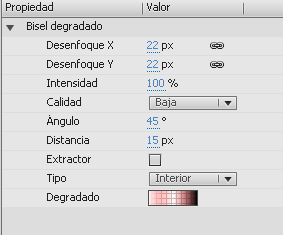 Propiedad Valor
Bisel degradado
Desenfoque X 22 px
Desenfoque Y 22 px
Intensidad 100 %
Calidad Baja
Ángulo 45 °
Distancia 15 px
Extractor
Tipo Interior
Degradado